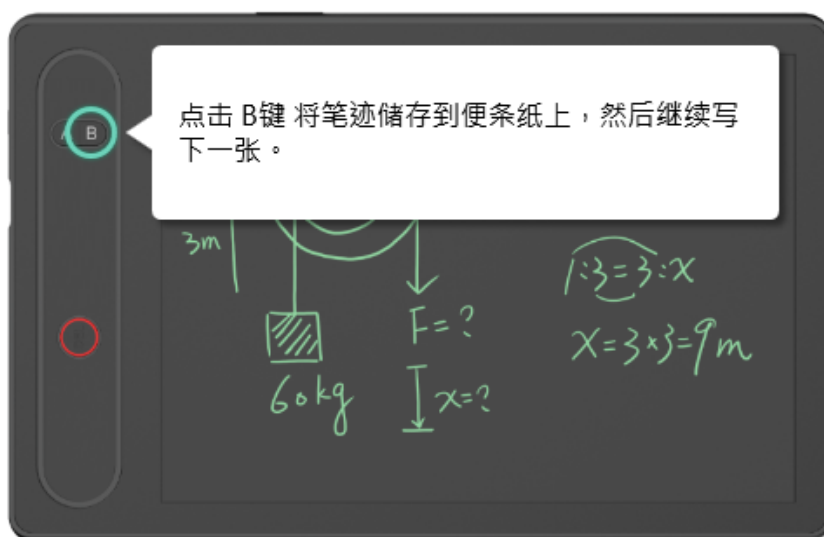 A B
点击 B键 将笔迹储存到便条纸上，然后继续写
下一张。
3m
F=?
60kg
x=?
1:3=3:x
x=3×3=9m